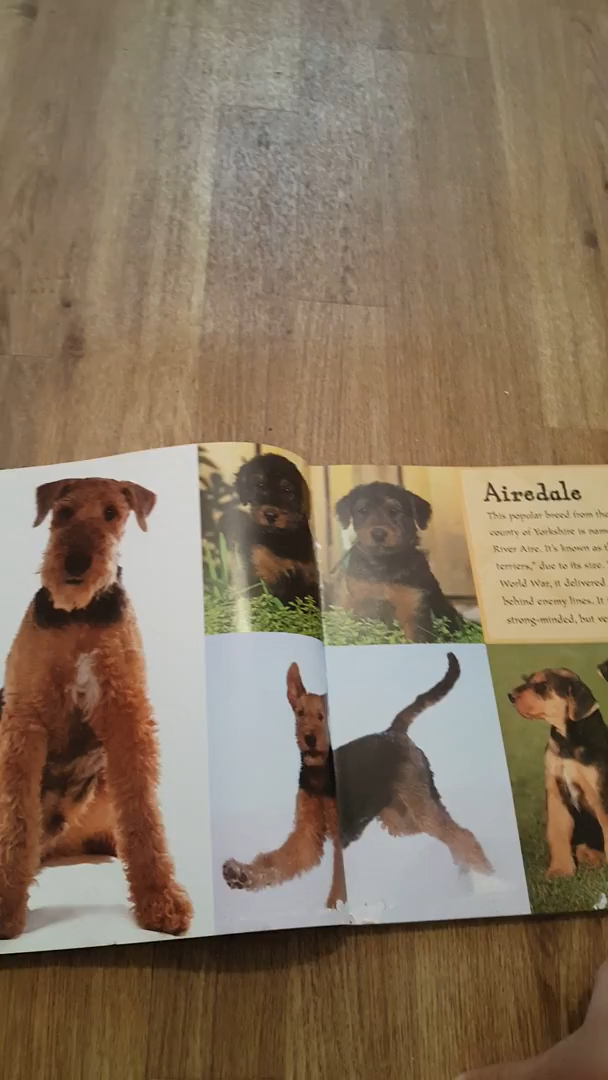 Airedale
This popular breed from the
county of Yorkshire is name
River Aire. It's known as t
terriers," due to its size.
World War, it delivered
behind enemy lines. It
strong-minded, but ve